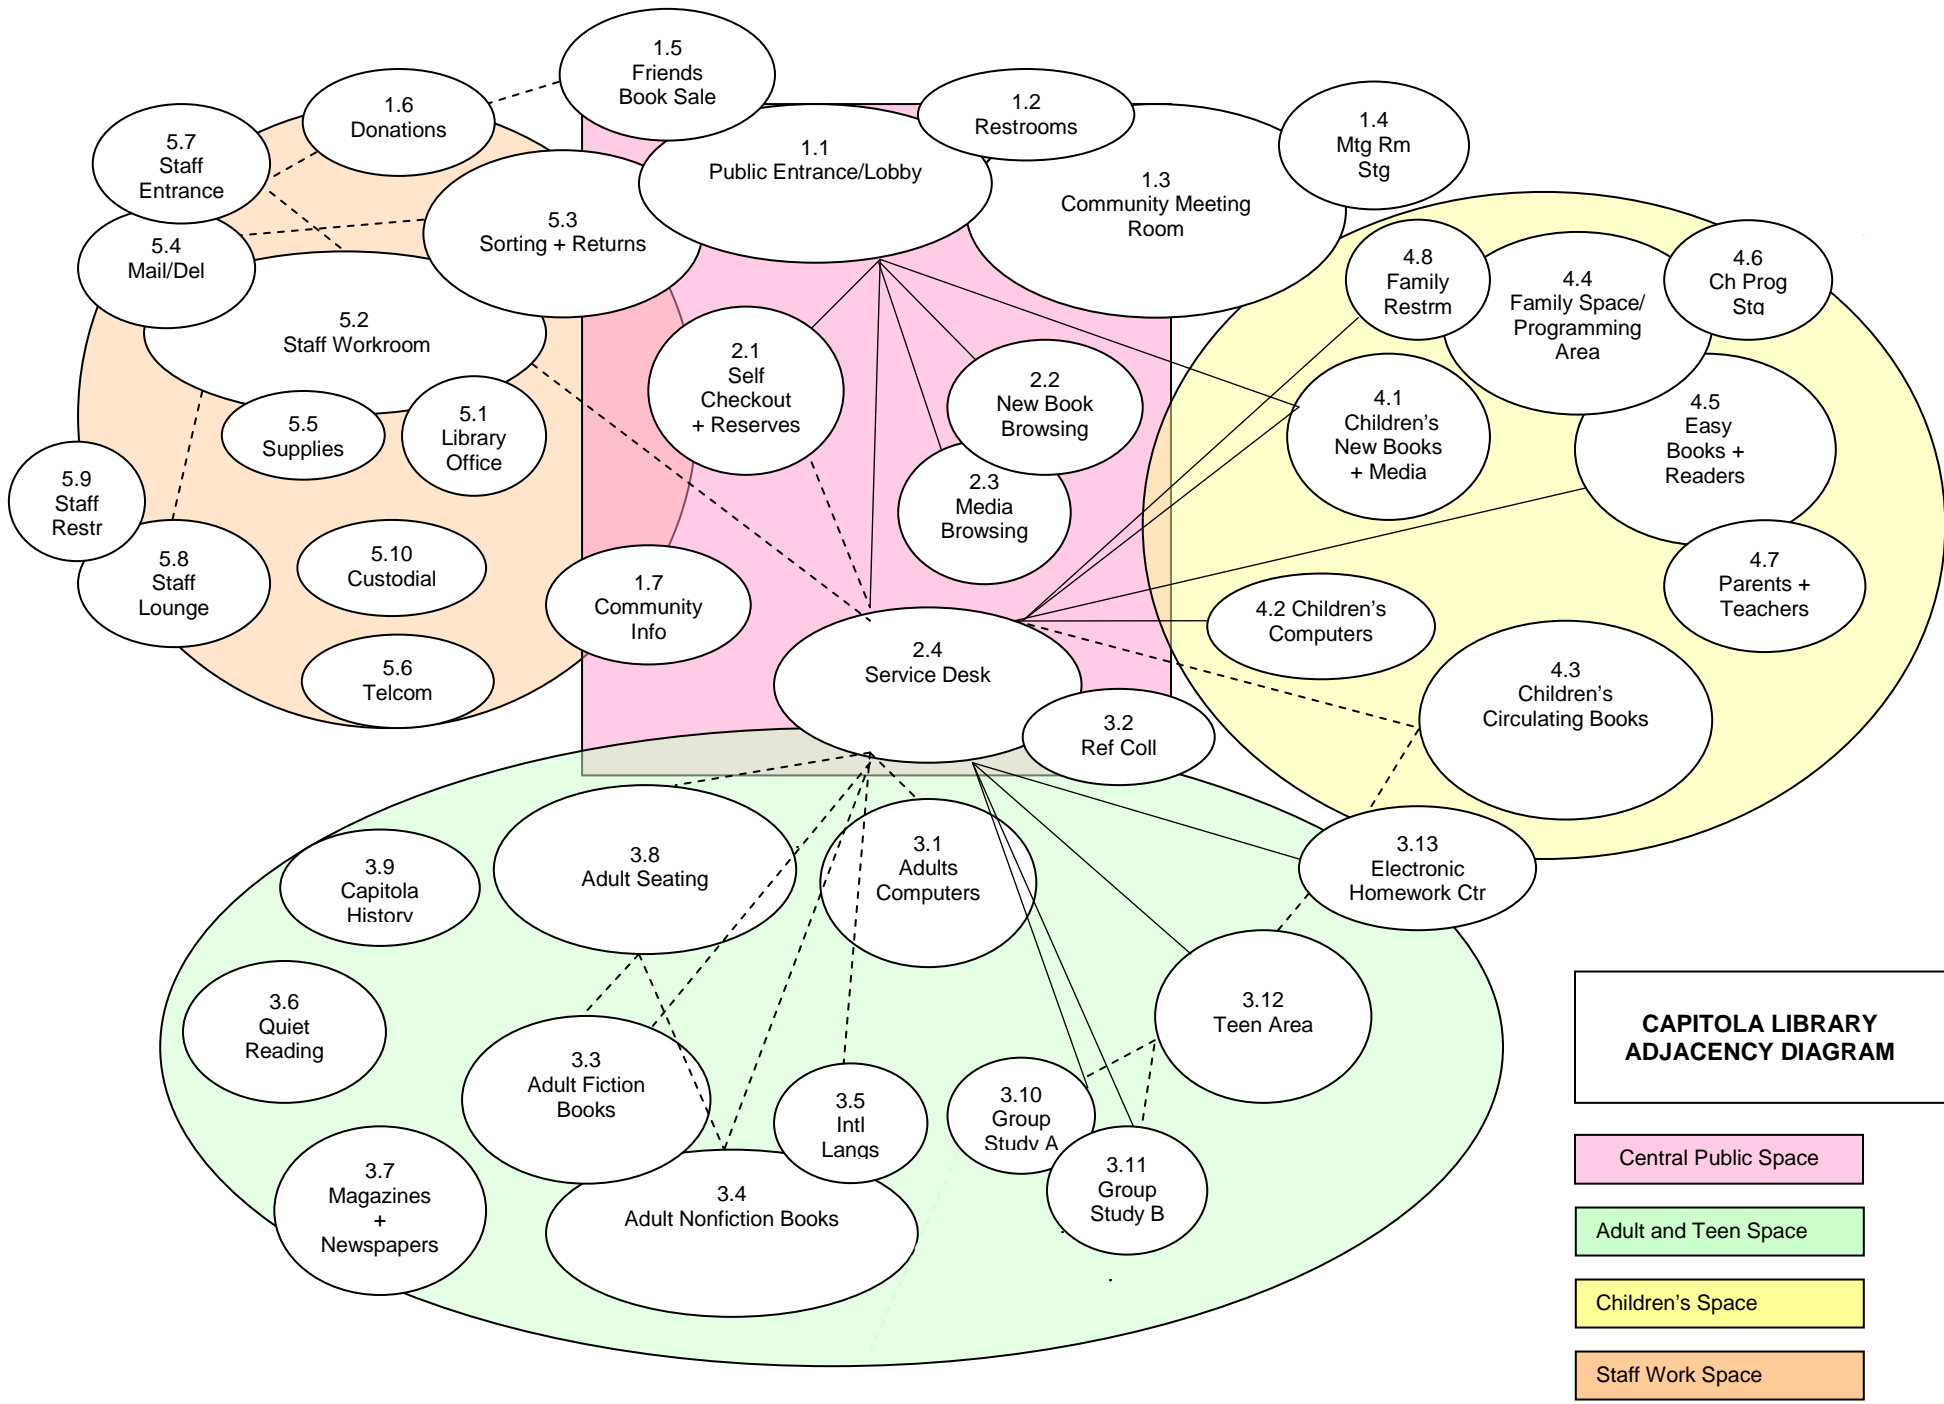 1.5
Friends
Book Sale
1.6
Donations
1.2
Restrooms
1.4
Mtg Rm
Stg
5.7
Staff
Entrance
1.1
Public Entrance/Lobby
1.3
Community Meeting
Room
5.3
Sorting + Returns
5.4
Mail/Del
4.8
Family
Restrm
4.4
Family Space/
Programming
Area
4.6
Ch Prog
Stg
5.2
Staff Workroom
2.1
Self
Checkout
+ Reserves
2.2
New Book
Browsing
4.1
Children's
New Books
+ Media
4.5
Easy
Books +
Readers
5.5
Supplies
5.1
Library
Office
2.3
Media
Browsing
5.9
Staff
Restr
5.8
Staff
Lounge
5.10
Custodial
1.7
Community
Info
4.7
Parents +
Teachers
4.2 Children's
Computers
5.6
Telcom
2.4
Service Desk
4.3
Children's
Circulating Books
3.2
Ref Coll
3.9
Capitola
History
3.8
Adult Seating
3.1
Adults
Computers
3.13
Electronic
Homework Ctr
3.6
Quiet
Reading
3.3
Adult Fiction
Books
3.5
Intl
Langs
3.10
Group
Study A
3.12
Teen Area
3.7
Magazines
+
Newspapers
3.4
Adult Nonfiction Books
3.11
Group
Study B
CAPITOLA LIBRARY
ADJACENCY DIAGRAM
Central Public Space
Adult and Teen Space
Children's Space
Staff Work Space